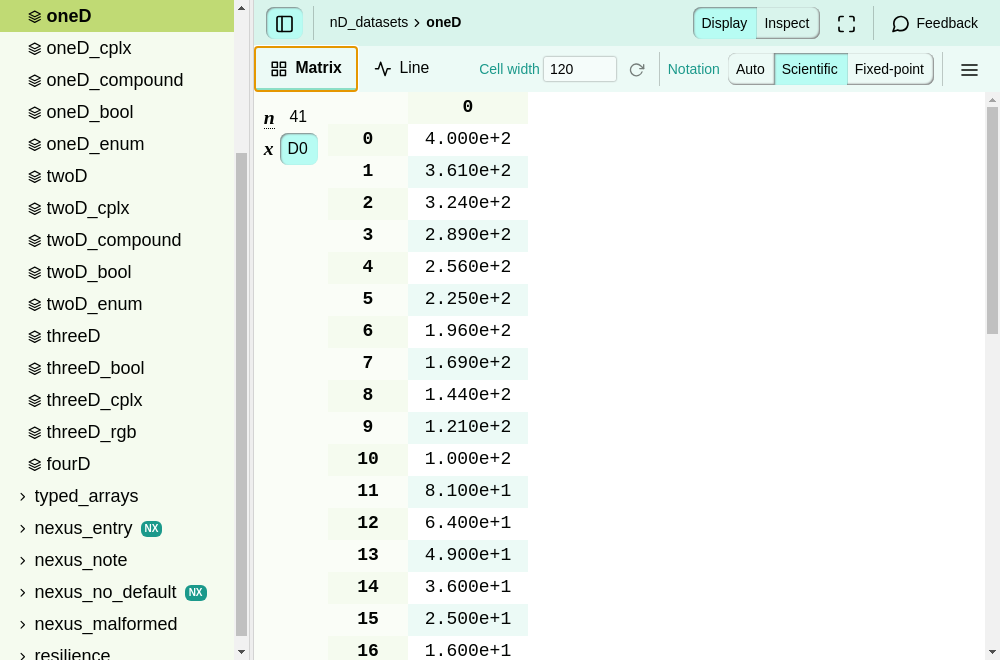 oneD
oneD_cplx
oneD_compound
oneD_bool
oneD_enum
twoD
twoD_cplx
twoD_compound
twoD_bool
twoD_enum
threeD
threeD_bool
threeD_cplx
threeD_rgb
fourD
typed_arrays
nexus_entry NX
nexus_note
nexus_no_default NX
nexus_malformed
resilience
nD_datasets oneD
Display Inspect Feedback
Matrix Line Cell width 120 Notation Auto Scientific Fixed-point
n 41
x D0
0
0 4.000e+2
1 3.610e+2
2 3.240e+2
3 2.890e+2
4 2.560e+2
5 2.250e+2
6 1.960e+2
7 1.690e+2
8 1.440e+2
9 1.210e+2
10 1.000e+2
11 8.100e+1
12 6.400e+1
13 4.900e+1
14 3.600e+1
15 2.500e+1
16 1.600e+1